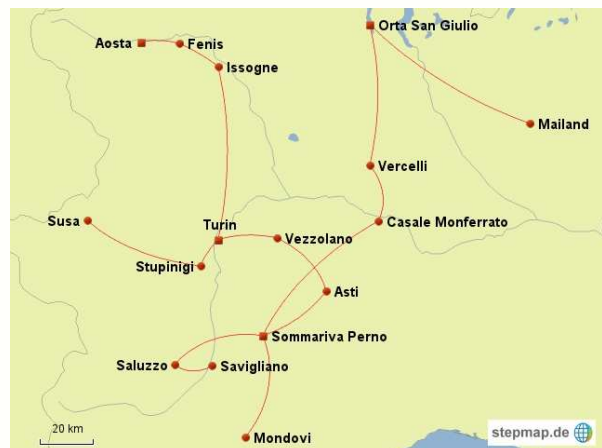 Orta San Giulio
Aosta
Fenis
Issogne
Mailand
Vercelli
Susa
Turin
Vezzolano
Casale Monferrato
Stupinigi
Asti
Sommariva Perno
Saluzzo
Savigliano
20 km
Mondovi
stepmap.de